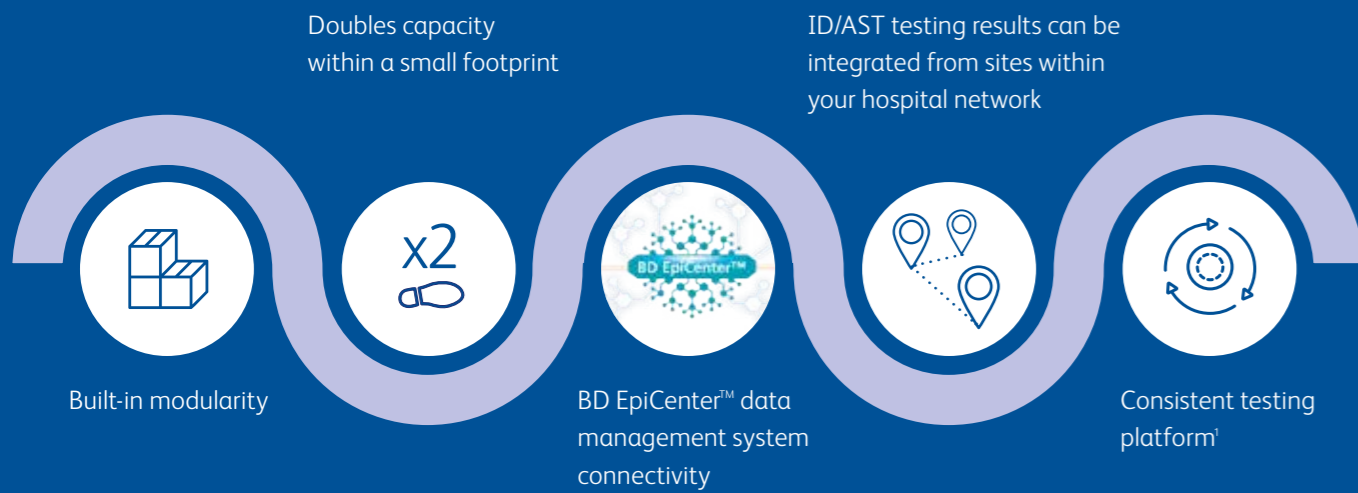 Doubles capacity
within a small footprint
ID/AST testing results can be
integrated from sites within
your hospital network
x2
BD EpiCenter™
Built-in modularity
BD EpiCenter™ data
management system
connectivity
Consistent testing
platform¹